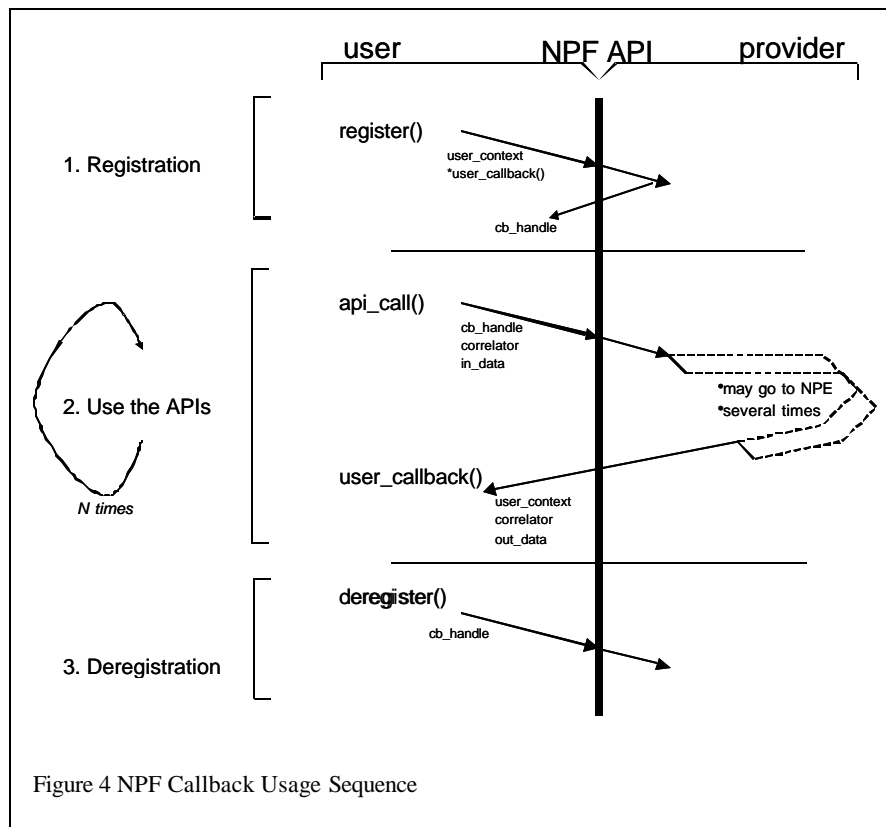 user NPF API provider
register()
user_context
*user_callback()
1. Registration
cb_handle
api_call()
cb_handle
correlator
in_data
*may go to NPE
*several times
2. Use the APIs
user_callback()
N times
user_context
correlator
out_data
deregister()
cb_handle
3. Deregistration
Figure 4 NPF Callback Usage Sequence